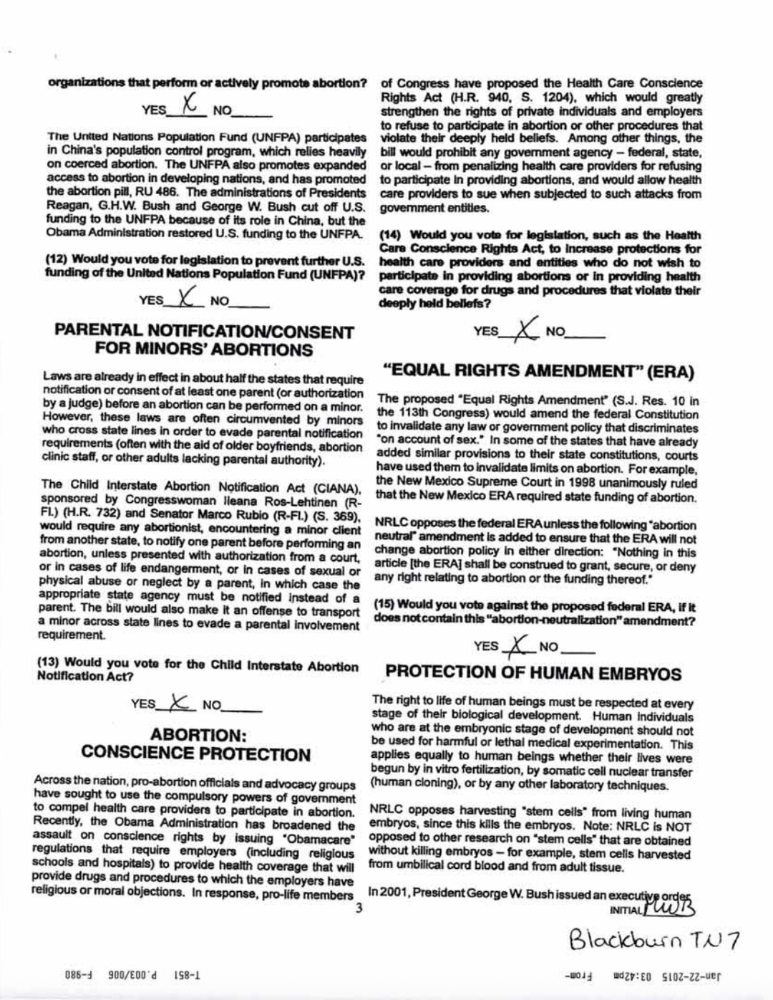 organizations that perform or actively promote abortion?
YES X NO
The United Nations Population Fund (UNFPA) participates
in China's population control program, which relies heavily
on coerced abortion. The UNFPA also promotes expanded
access to abortion in developing nations, and has promoted
the abortion pill, RU 486. The administrations of Presidents
Reagan, G.H.W. Bush and George W. Bush cut off U.S.
funding to the UNFPA because of its role in China, but the
Obama Administration restored U.S. funding to the UNFPA.
(12) Would you vote for legislation to prevent further U.S.
funding of the United Nations Population Fund (UNFPA)?
YES X NO
PARENTAL NOTIFICATION/CONSENT
FOR MINORS' ABORTIONS
Laws are already in effect in about half the states that require
notification or consent of at least one parent (or authorization
by a judge) before an abortion can be performed on a minor.
However, these laws are often circumvented by minors
who cross state lines in order to evade parental notification
requirements (often with the aid of older boyfriends, abortion
clinic staff, or other adults lacking parental authority).
The Child Interstate Abortion Notification Act (CIANA),
sponsored by Congresswoman Ileana Ros-Lehtinen (R-
Fl.) (H.R. 732) and Senator Marco Rubio (R-Fl.) (S. 369),
would require any abortionist, encountering a minor client
from another state, to notify one parent before performing an
abortion, unless presented with authorization from a court,
or in cases of life endangerment, or in cases of sexual or
physical abuse or neglect by a parent, in which case the
appropriate state agency must be notified instead of a
parent. The bill would also make it an offense to transport
a minor across state lines to evade a parental involvement
requirement.
(13) Would you vote for the Child Interstate Abortion
Notification Act?
YES X NO
ABORTION:
CONSCIENCE PROTECTION
Across the nation, pro-abortion officials and advocacy groups
have sought to use the compulsory powers of government
to compel health care providers to participate in abortion.
Recently, the Obama Administration has broadened the
assault on conscience rights by issuing "Obamacare"
regulations that require employers (including religious
schools and hospitals) to provide health coverage that will
provide drugs and procedures to which the employers have
religious or moral objections. In response, pro-life members
of Congress have proposed the Health Care Conscience
Rights Act (H.R. 940, S. 1204), which would greatly
strengthen the rights of private individuals and employers
to refuse to participate in abortion or other procedures that
violate their deeply held beliefs. Among other things, the
bill would prohibit any government agency – federal, state,
or local – from penalizing health care providers for refusing
to participate in providing abortions, and would allow health
care providers to sue when subjected to such attacks from
government entities.
(14) Would you vote for legislation, such as the Health
Care Conscience Rights Act, to increase protections for
health care providers and entities who do not wish to
participate in providing abortions or in providing health
care coverage for drugs and procedures that violate their
deeply held beliefs?
YES X NO
"EQUAL RIGHTS AMENDMENT" (ERA)
The proposed "Equal Rights Amendment" (S.J. Res. 10 in
the 113th Congress) would amend the federal Constitution
to invalidate any law or government policy that discriminates
"on account of sex." In some of the states that have already
added similar provisions to their state constitutions, courts
have used them to invalidate limits on abortion. For example,
the New Mexico Supreme Court in 1998 unanimously ruled
that the New Mexico ERA required state funding of abortion.
NRLC opposes the federal ERA unless the following "abortion
neutral" amendment is added to ensure that the ERA will not
change abortion policy in either direction: "Nothing in this
article [the ERA] shall be construed to grant, secure, or deny
any right relating to abortion or the funding thereof."
(15) Would you vote against the proposed federal ERA, if it
does not contain this "abortion-neutralization" amendment?
YES X NO
PROTECTION OF HUMAN EMBRYOS
The right to life of human beings must be respected at every
stage of their biological development. Human individuals
who are at the embryonic stage of development should not
be used for harmful or lethal medical experimentation. This
applies equally to human beings whether their lives were
begun by in vitro fertilization, by somatic cell nuclear transfer
(human cloning), or by any other laboratory techniques.
NRLC opposes harvesting "stem cells" from living human
embryos, since this kills the embryos. Note: NRLC is NOT
opposed to other research on "stem cells" that are obtained
without killing embryos – for example, stem cells harvested
from umbilical cord blood and from adult tissue.
In 2001, President George W. Bush issued an executive order
INITIAL MWB
3
Blackburn TN 7
T-851 P.003/006 F-980
Jan-22-2015 03:42pm From-